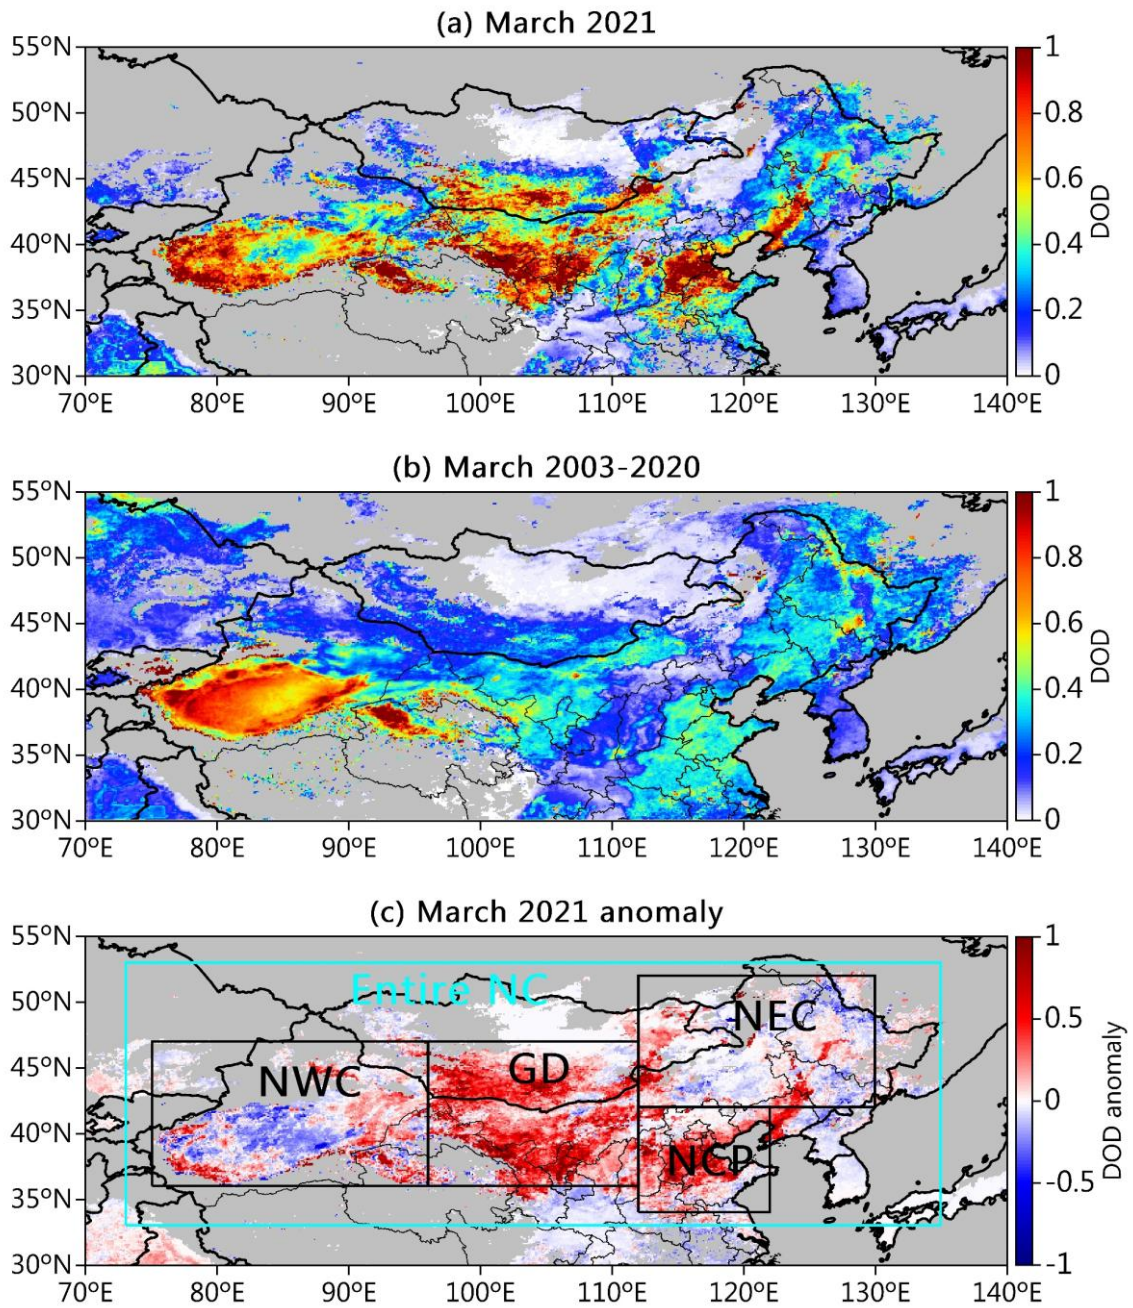 (a) March 2021
55°N
50°N
45°N
40°N
35°N
30°N
70°E 80°E 90°E 100°E 110°E 120°E 130°E 140°E
1
0.8
0.6
0.4
0.2
0
DOD
(b) March 2003-2020
55°N
50°N
45°N
40°N
35°N
30°N
70°E 80°E 90°E 100°E 110°E 120°E 130°E 140°E
1
0.8
0.6
0.4
0.2
0
DOD
(c) March 2021 anomaly
55°N
50°N
45°N
40°N
35°N
30°N
Entire NC
NEC
NWC
GD
NCP
70°E 80°E 90°E 100°E 110°E 120°E 130°E 140°E
1
0.5
0
-0.5
-1
DOD anomaly